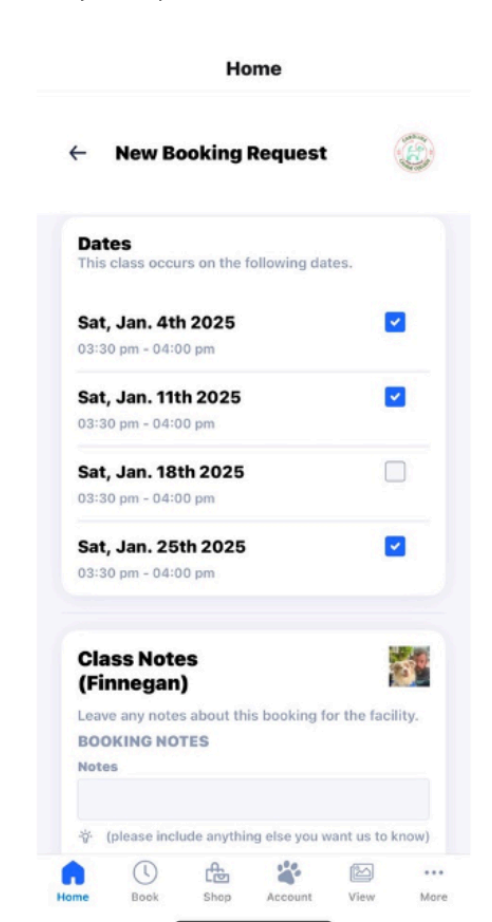 Home
New Booking Request
Dates
This class occurs on the following dates.
Sat, Jan. 4th 2025
03:30 pm - 04:00 pm
Sat, Jan. 11th 2025
03:30 pm - 04:00 pm
Sat, Jan. 18th 2025
03:30 pm - 04:00 pm
Sat, Jan. 25th 2025
03:30 pm - 04:00 pm
Class Notes
(Finnegan)
Leave any notes about this booking for the facility.
BOOKING NOTES
Notes
(please include anything else you want us to know)
Home Book Shop Account View More